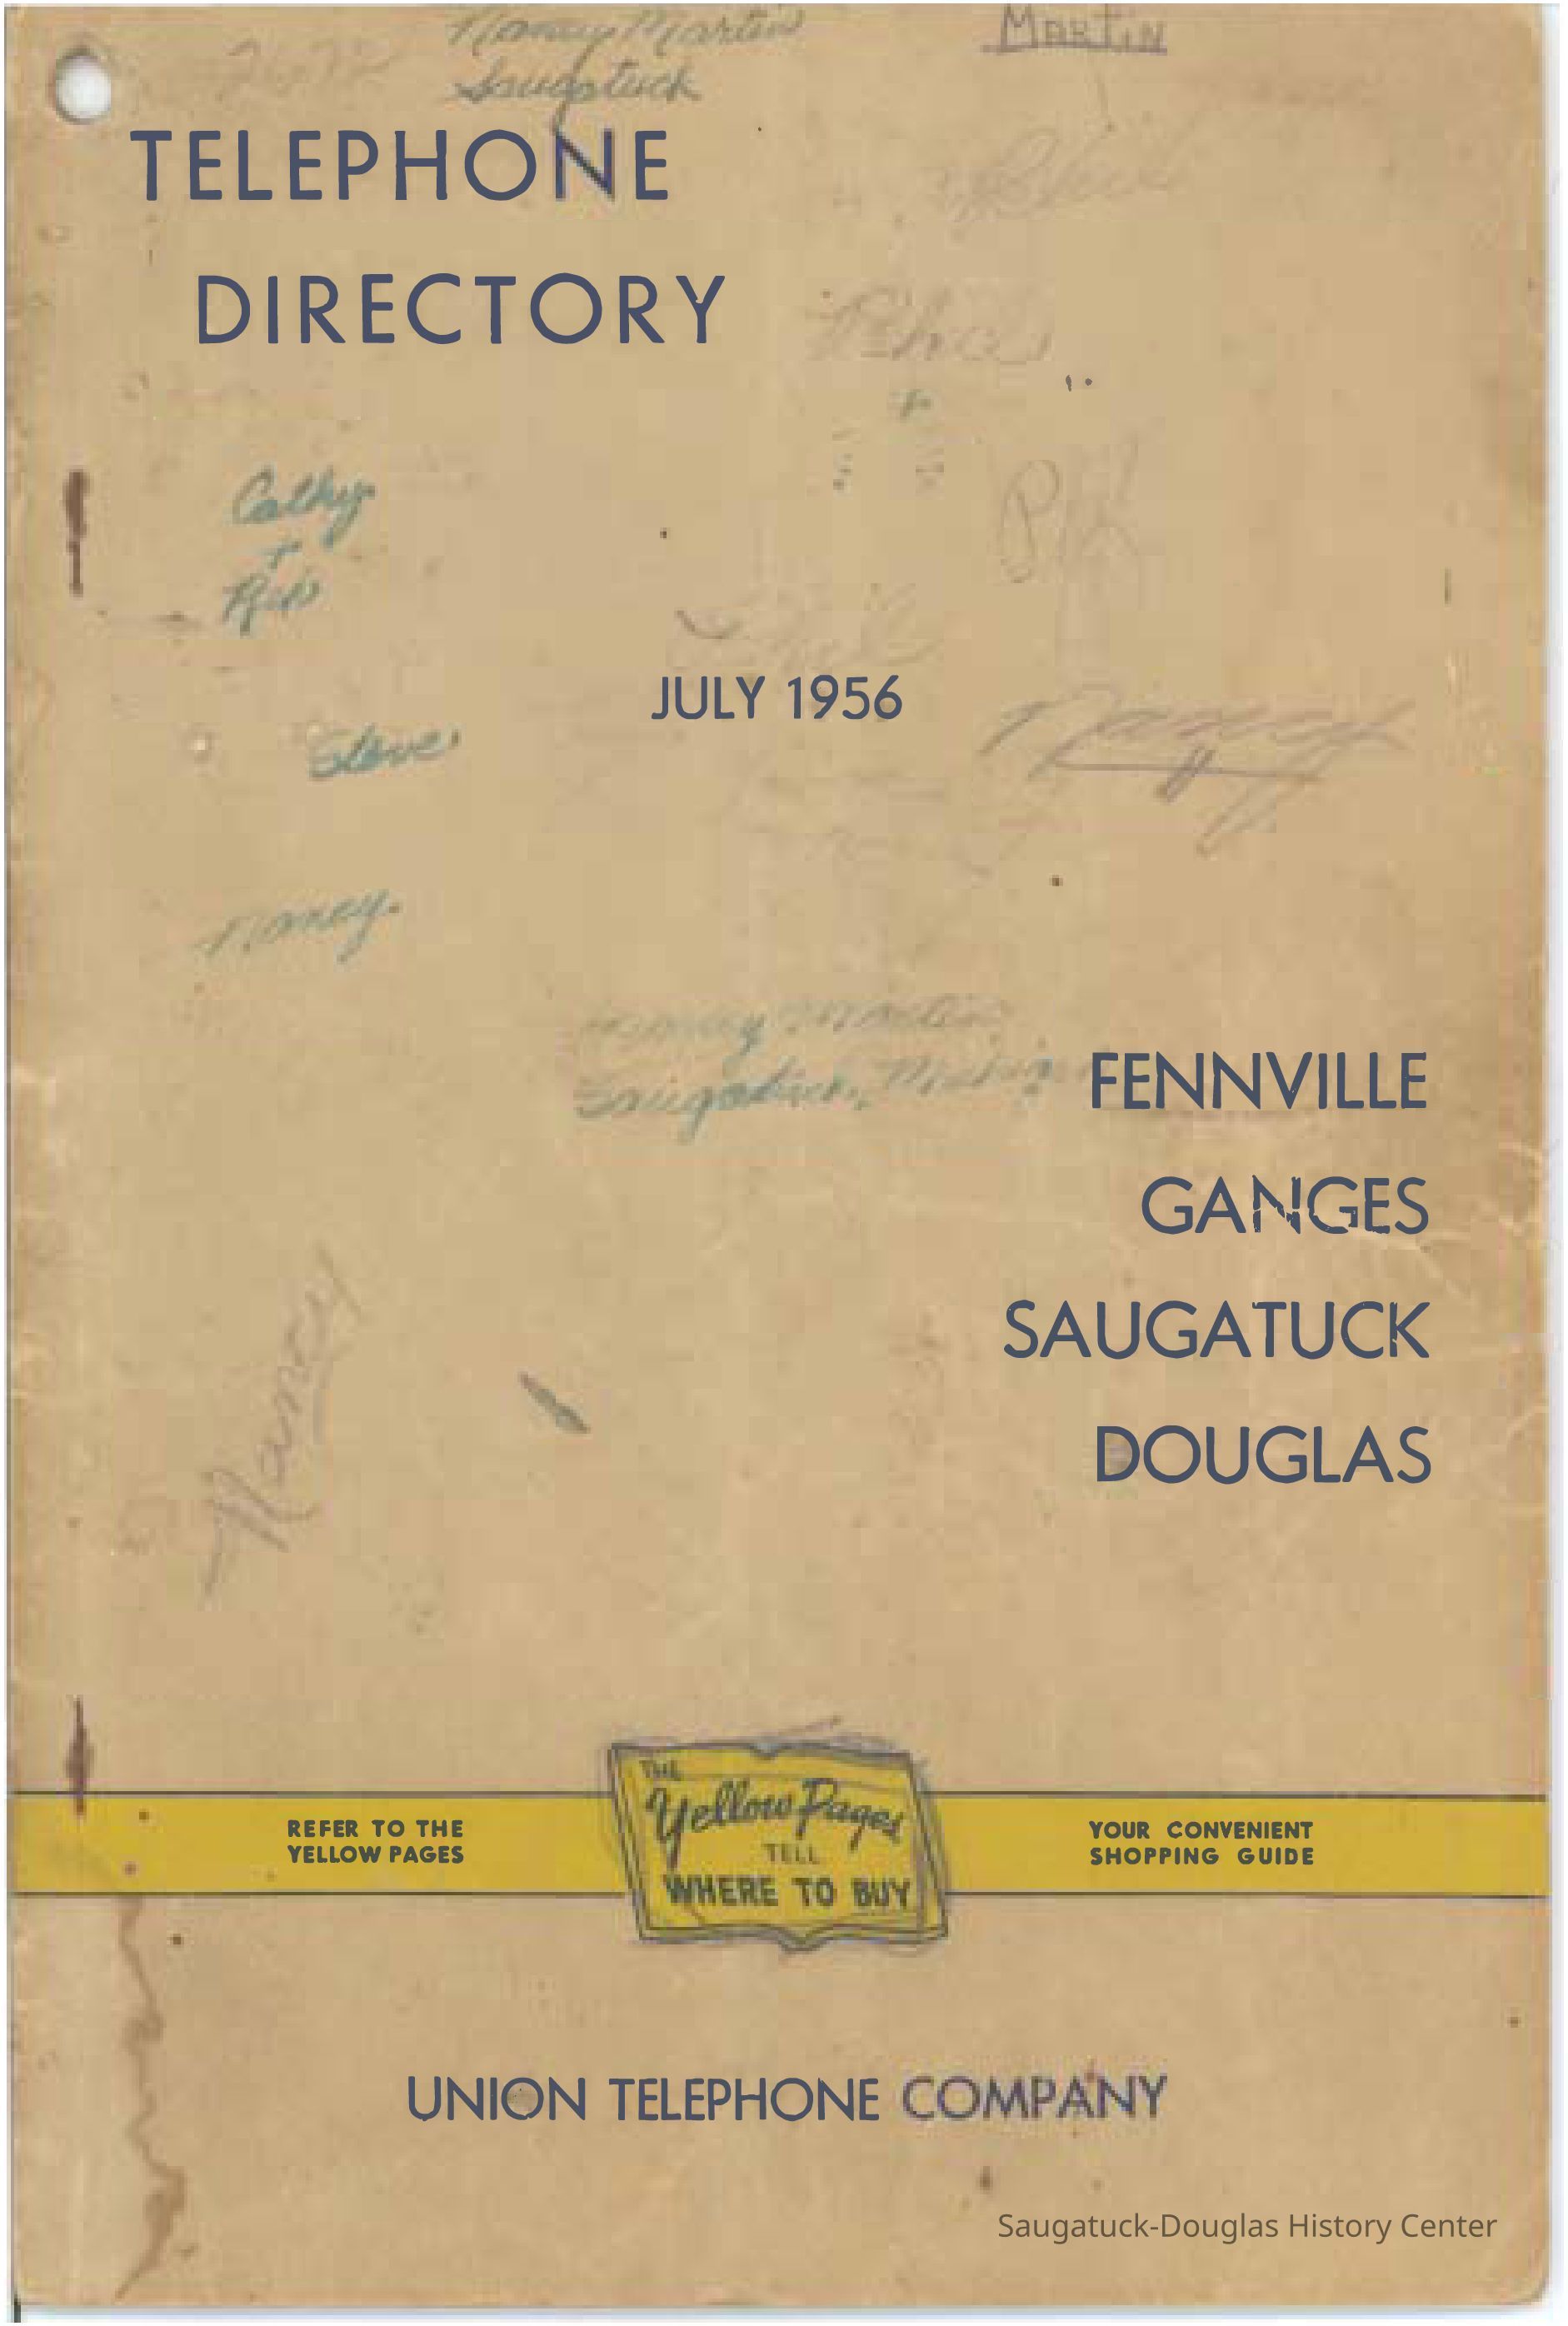 Nancy Martin
MARTIN
Saugatuck
TELEPHONE
DIRECTORY
Cathy
+
JULY 1956
Nancy
Steve
Nancy
Nancy Martin
Saugatuck,
FENNVILLE
GANGES
SAUGATUCK
DOUGLAS
Nancy
THE
Yellow Pages
TELL
WHERE TO BUY
REFER TO THE
YELLOW PAGES
YOUR CONVENIENT
SHOPPING GUIDE
UNION TELEPHONE COMPANY
Saugatuck-Douglas History Center